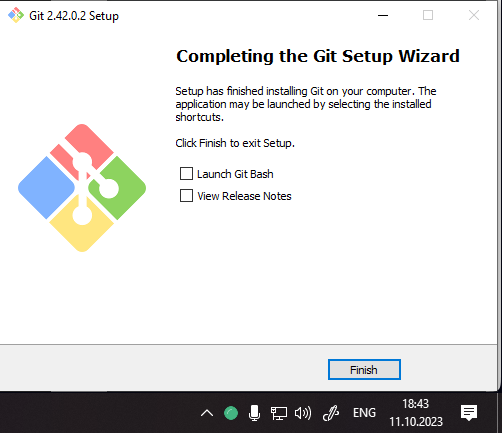 Git 2.42.0.2 Setup
Completing the Git Setup Wizard
Setup has finished installing Git on your computer. The
application may be launched by selecting the installed
shortcuts.
Click Finish to exit Setup.
Launch Git Bash
View Release Notes
Finish
ENG
18:43
11.10.2023